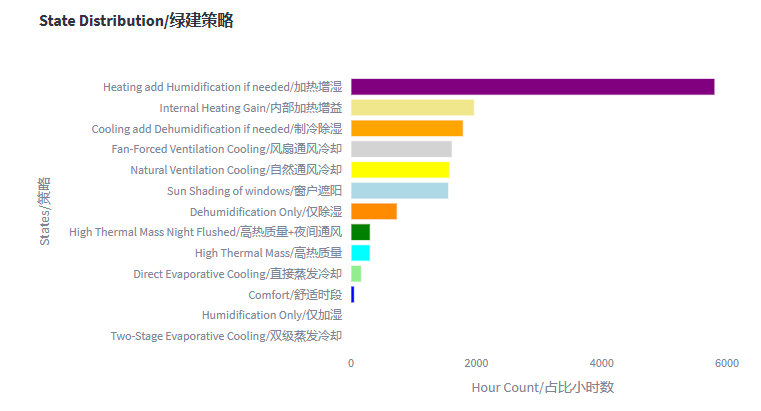 State Distribution/绿建策略
Heating add Humidification if needed/加热增湿
Internal Heating Gain/内部加热增益
Cooling add Dehumidification if needed/制冷除湿
Fan-Forced Ventilation Cooling/风扇通风冷却
Natural Ventilation Cooling/自然通风冷却
Sun Shading of windows/窗户遮阳
Dehumidification Only/仅除湿
High Thermal Mass Night Flushed/高热质量+夜间通风
High Thermal Mass/高热质量
Direct Evaporative Cooling/直接蒸发冷却
Comfort/舒适时段
Humidification Only/仅加湿
Two-Stage Evaporative Cooling/双级蒸发冷却
States/策略
0 2000 4000 6000
Hour Count/占比小时数